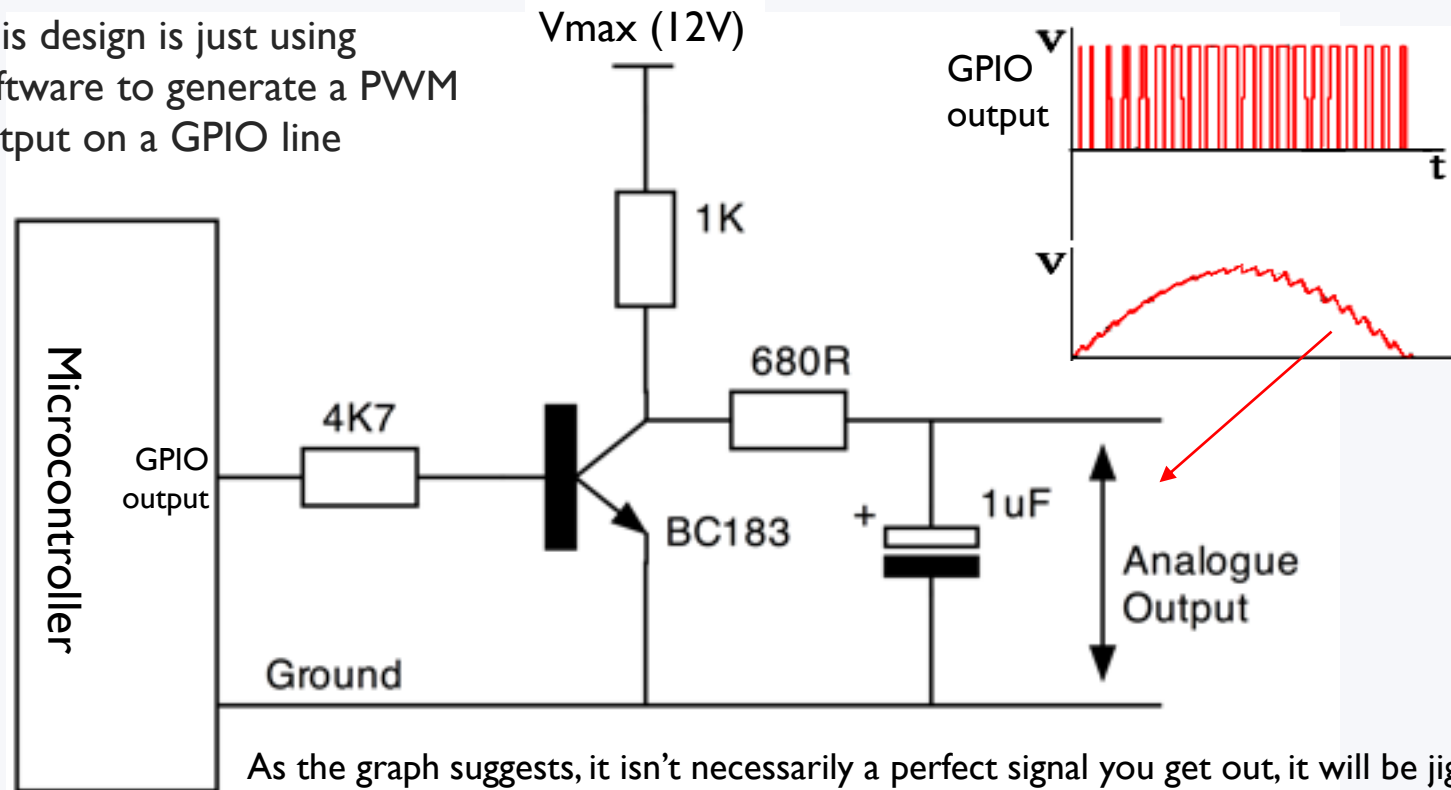 is design is just using
Vmax (12V)
ftware to generate a PWM
tput on a GPIO line
V
GPIO
output
t
V
1K
680R
4K7
Microcontroller
GPIO
output
BC183
+
1uF
Analogue
Output
Ground
As the graph suggests, it isn't necessarily a perfect signal you get out, it will be jig